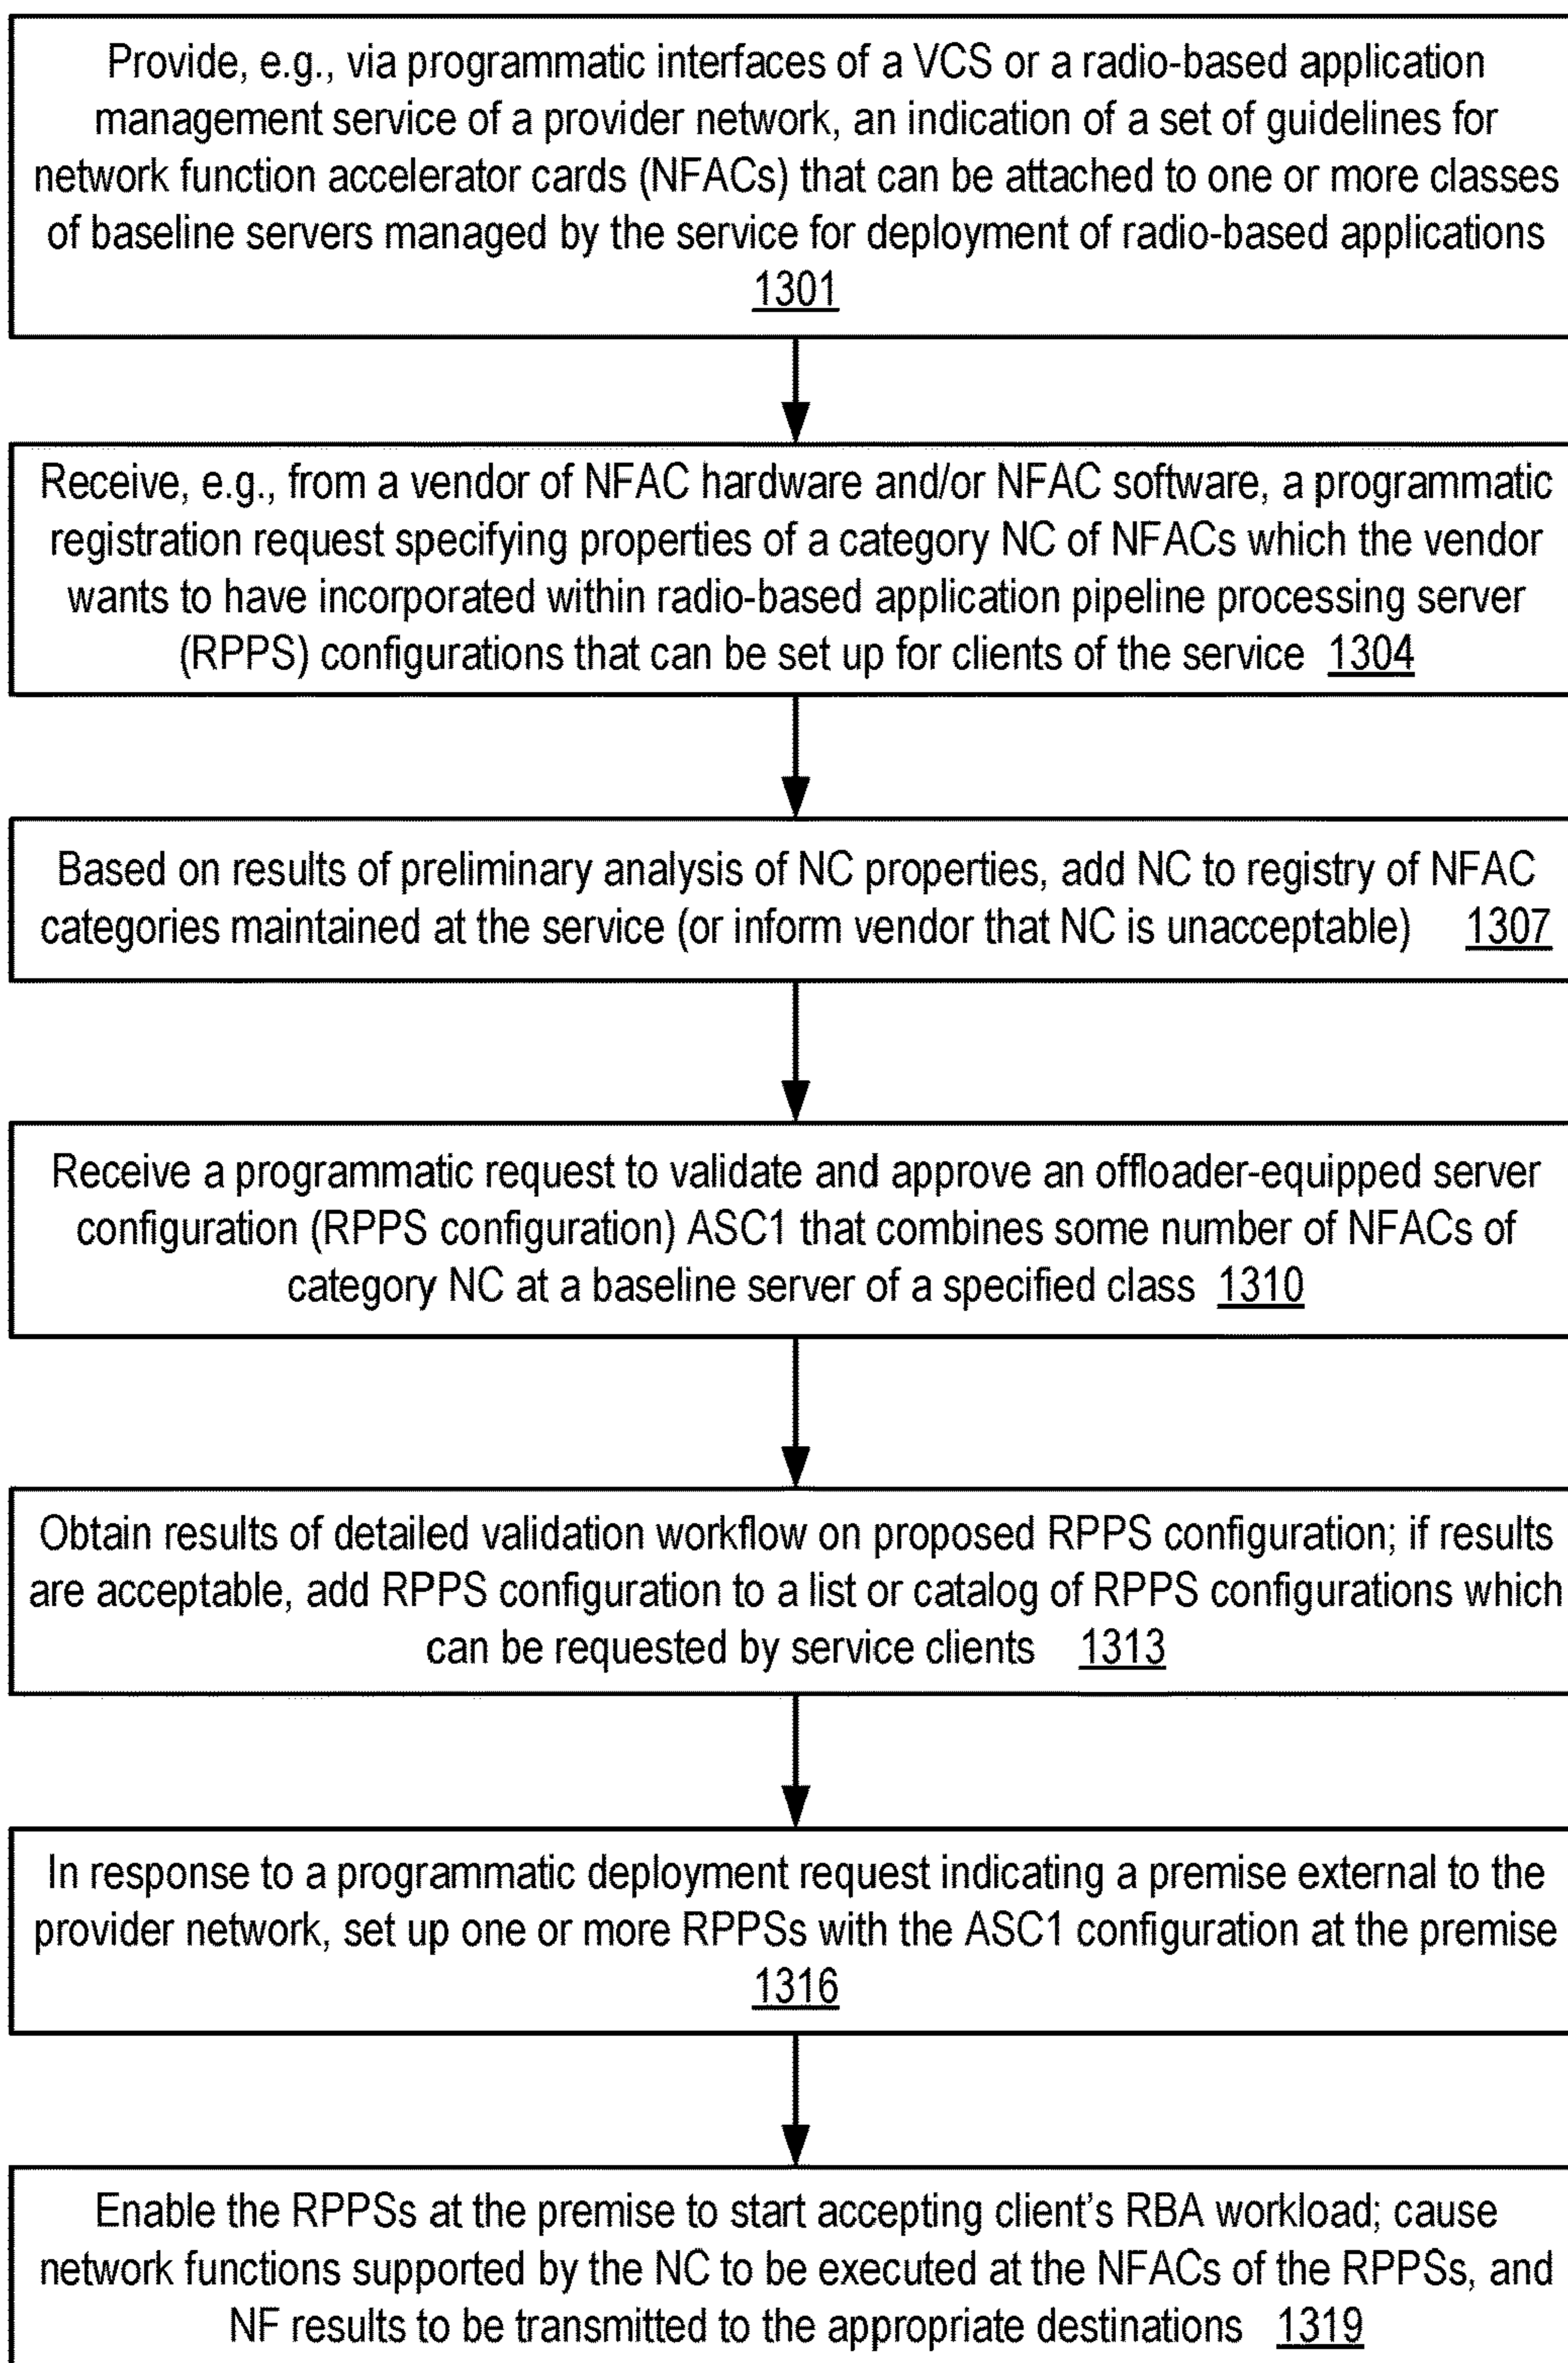 Provide, e.g., via programmatic interfaces of a VCS or a radio-based application
management service of a provider network, an indication of a set of guidelines for
network function accelerator cards (NFACs) that can be attached to one or more classes
of baseline servers managed by the service for deployment of radio-based applications
1301
Receive, e.g., from a vendor of NFAC hardware and/or NFAC software, a programmatic
registration request specifying properties of a category NC of NFACs which the vendor
wants to have incorporated within radio-based application pipeline processing server
(RPPS) configurations that can be set up for clients of the service 1304
Based on results of preliminary analysis of NC properties, add NC to registry of NFAC
categories maintained at the service (or inform vendor that NC is unacceptable) 1307
Receive a programmatic request to validate and approve an offloader-equipped server
configuration (RPPS configuration) ASC1 that combines some number of NFACs of
category NC at a baseline server of a specified class 1310
Obtain results of detailed validation workflow on proposed RPPS configuration; if results
are acceptable, add RPPS configuration to a list or catalog of RPPS configurations which
can be requested by service clients 1313
In response to a programmatic deployment request indicating a premise external to the
provider network, set up one or more RPPSs with the ASC1 configuration at the premise
1316
Enable the RPPSs at the premise to start accepting client's RBA workload; cause
network functions supported by the NC to be executed at the NFACs of the RPPSs, and
NF results to be transmitted to the appropriate destinations 1319